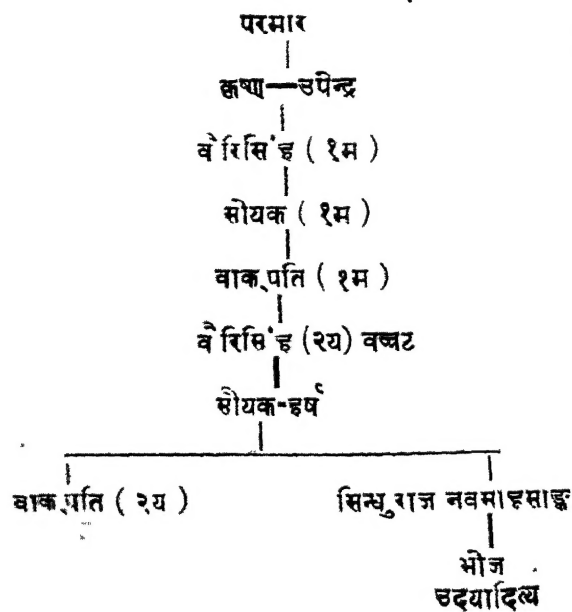 परमार
कृष्ण—उपेन्द्र
वैरिसिंह ( १म )
सीयक ( १म )
वाक्पति ( १म )
वैरिसिंह (२य) वज्रट
सीयक-हर्ष
वाक्पति ( २य ) सिन्धुराज नवसाहसाङ्क
भोज
उदयादित्य